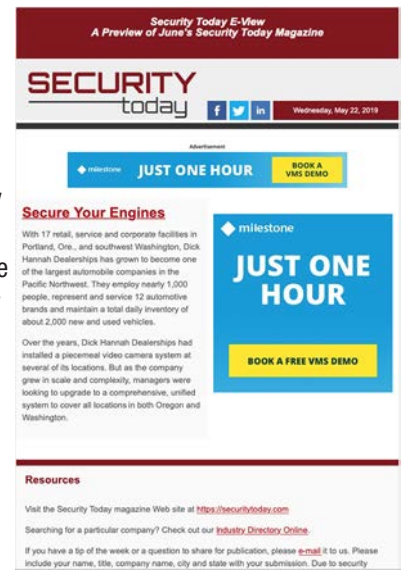 Security Today E-View
A Preview of June's Security Today Magazine
SECURITY
today
f in
Wednesday, May 22, 2019
Advertisement
milestone JUST ONE HOUR BOOK A
VMS DEMO
Secure Your Engines
With 17 retail, service and corporate facilities in
Portland, Ore., and southwest Washington, Dick
Hannah Dealerships has grown to become one
of the largest automobile companies in the
Pacific Northwest. They employ nearly 1,000
people, represent and service 12 automotive
brands and maintain a total daily inventory of
about 2,000 new and used vehicles.
Over the years, Dick Hannah Dealerships had
installed a piecemeal video camera system at
several of its locations. But as the company
grew in scale and complexity, managers were
looking to upgrade to a comprehensive, unified
system to cover all locations in both Oregon and
Washington.
milestone
JUST ONE
HOUR
BOOK A FREE VMS DEMO
Resources
Visit the Security Today magazine Web site at https://securitytoday.com
Searching for a particular company? Check out our Industry Directory Online.
If you have a tip of the week or a question to share for publication, please e-mail it to us. Please
include your name, title, company name, city and state with your submission. Due to security